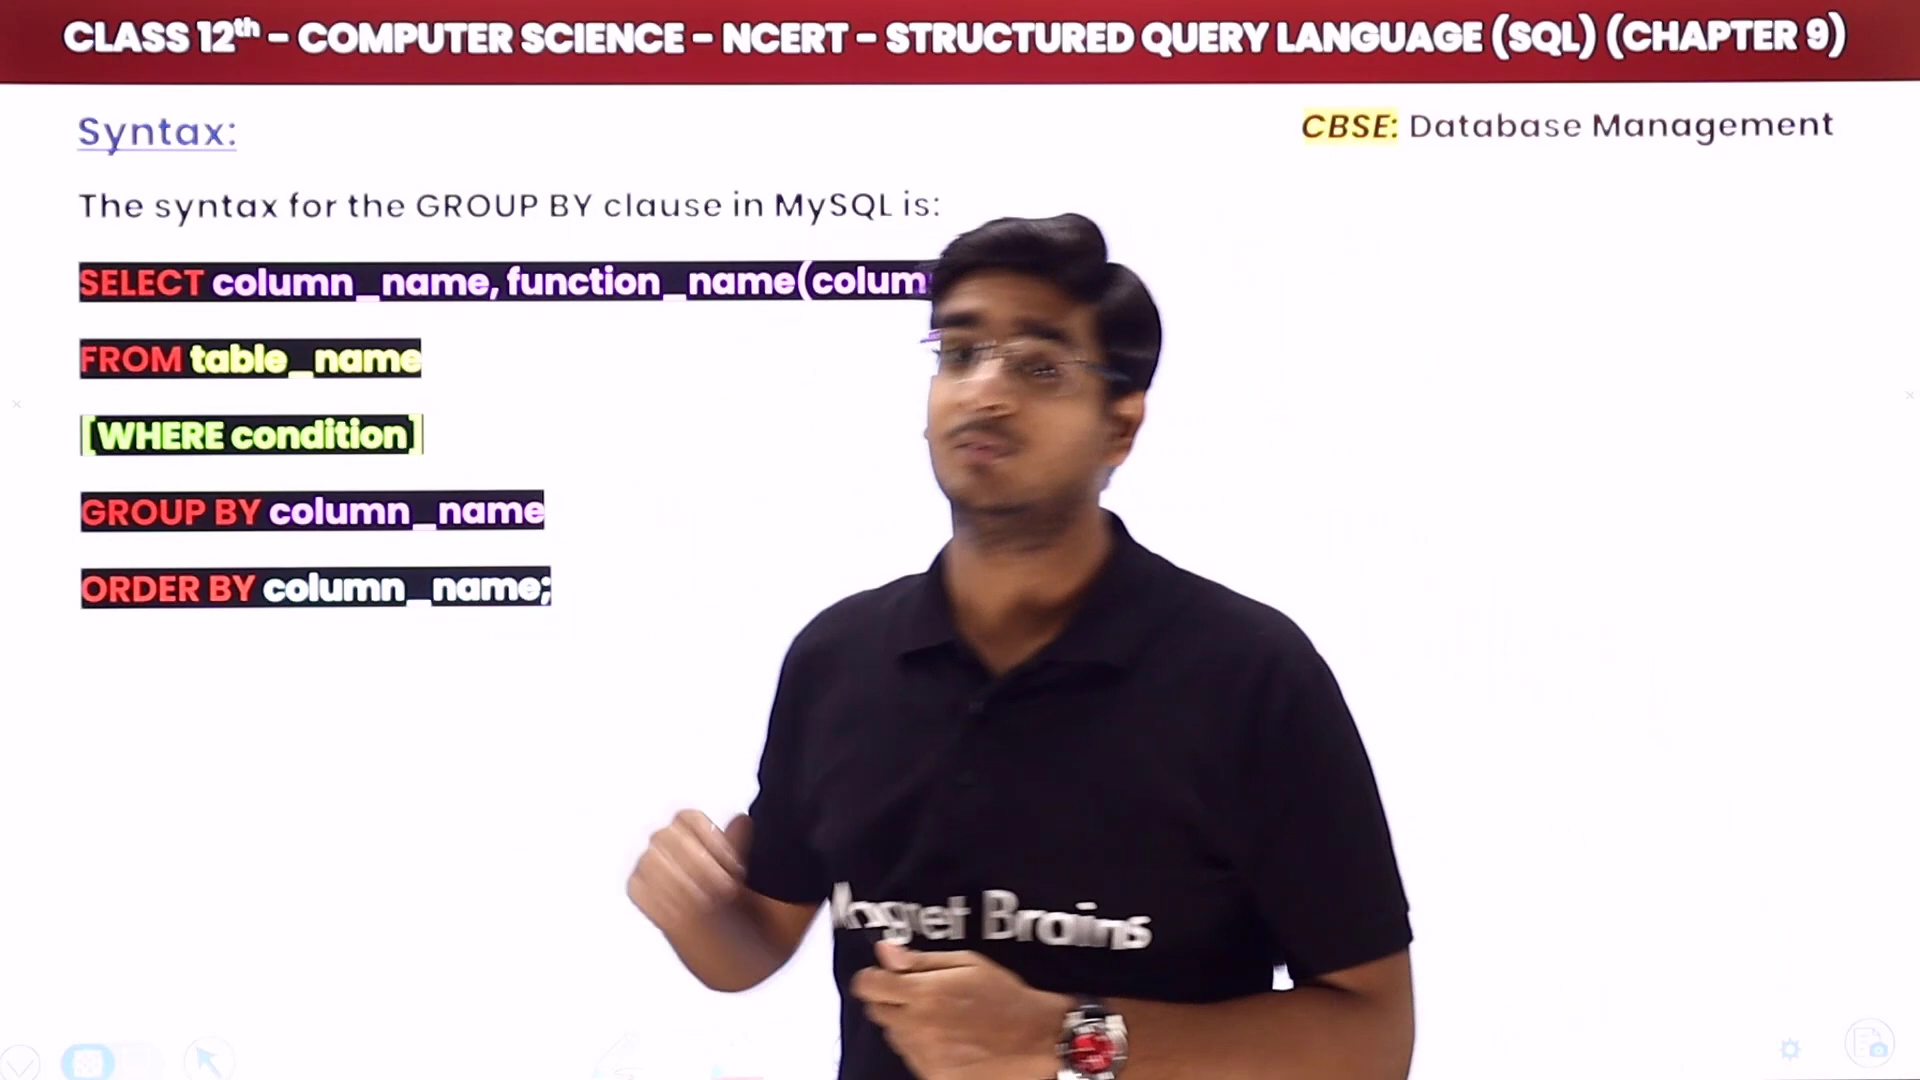 CLASS 12th - COMPUTER SCIENCE - NCERT - STRUCTURED QUERY LANGUAGE (SQL) (CHAPTER 9)
Syntax:
CBSE: Database Management
The syntax for the GROUP BY clause in MySQL is:
SELECT column_name, function_name(
FROM table_name
[WHERE condition]
GROUP BY column_name
ORDER BY column_name;
Magnet Brains